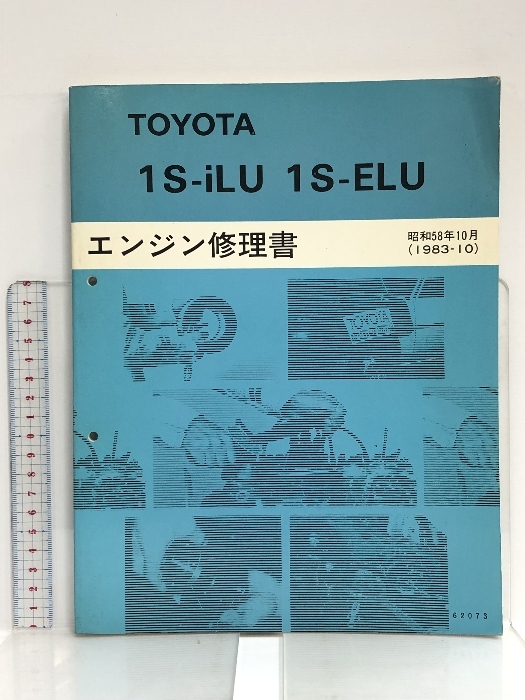 TOYOTA
1S-iLU 1S-ELU
エンジン修理書
昭和58年10月
(1983-10)
62073